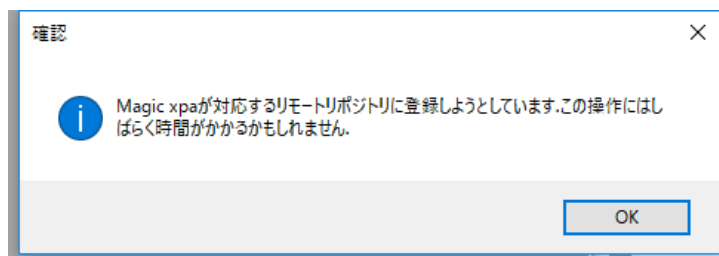 確認
Magic xpaが対応するリモートリポジトリに登録しようとしています.この操作にはし
ばらく時間がかかるかもしれません.
OK